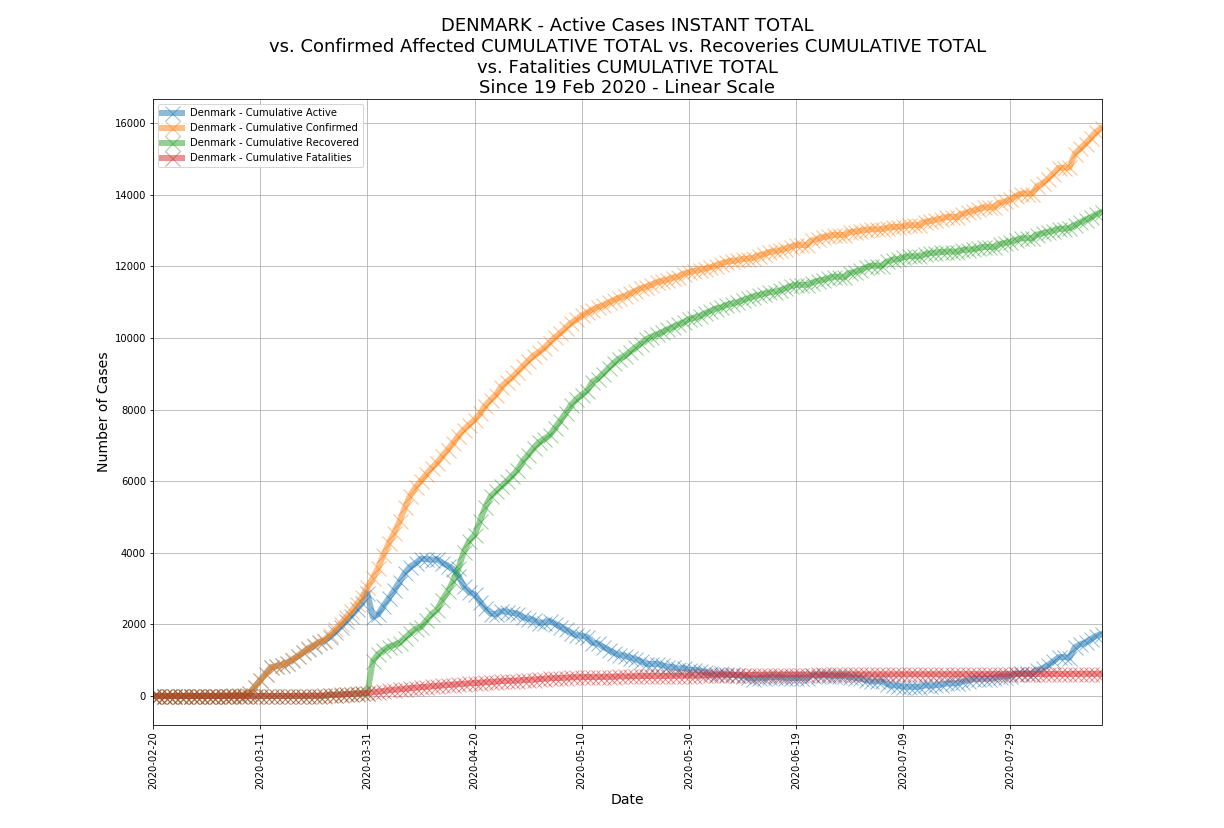 DENMARK - Active Cases INSTANT TOTAL
vs. Confirmed Affected CUMULATIVE TOTAL vs. Recoveries CUMULATIVE TOTAL
vs. Fatalities CUMULATIVE TOTAL
Since 19 Feb 2020 - Linear Scale
Denmark - Cumulative Active
Denmark - Cumulative Confirmed
Denmark - Cumulative Recovered
Denmark - Cumulative Fatalities
Number of Cases
16000
14000
12000
10000
8000
6000
4000
2000
0
2020-02-20
2020-03-11
2020-03-31
2020-04-20
2020-05-10
2020-05-30
2020-06-19
2020-07-09
2020-07-29
Date